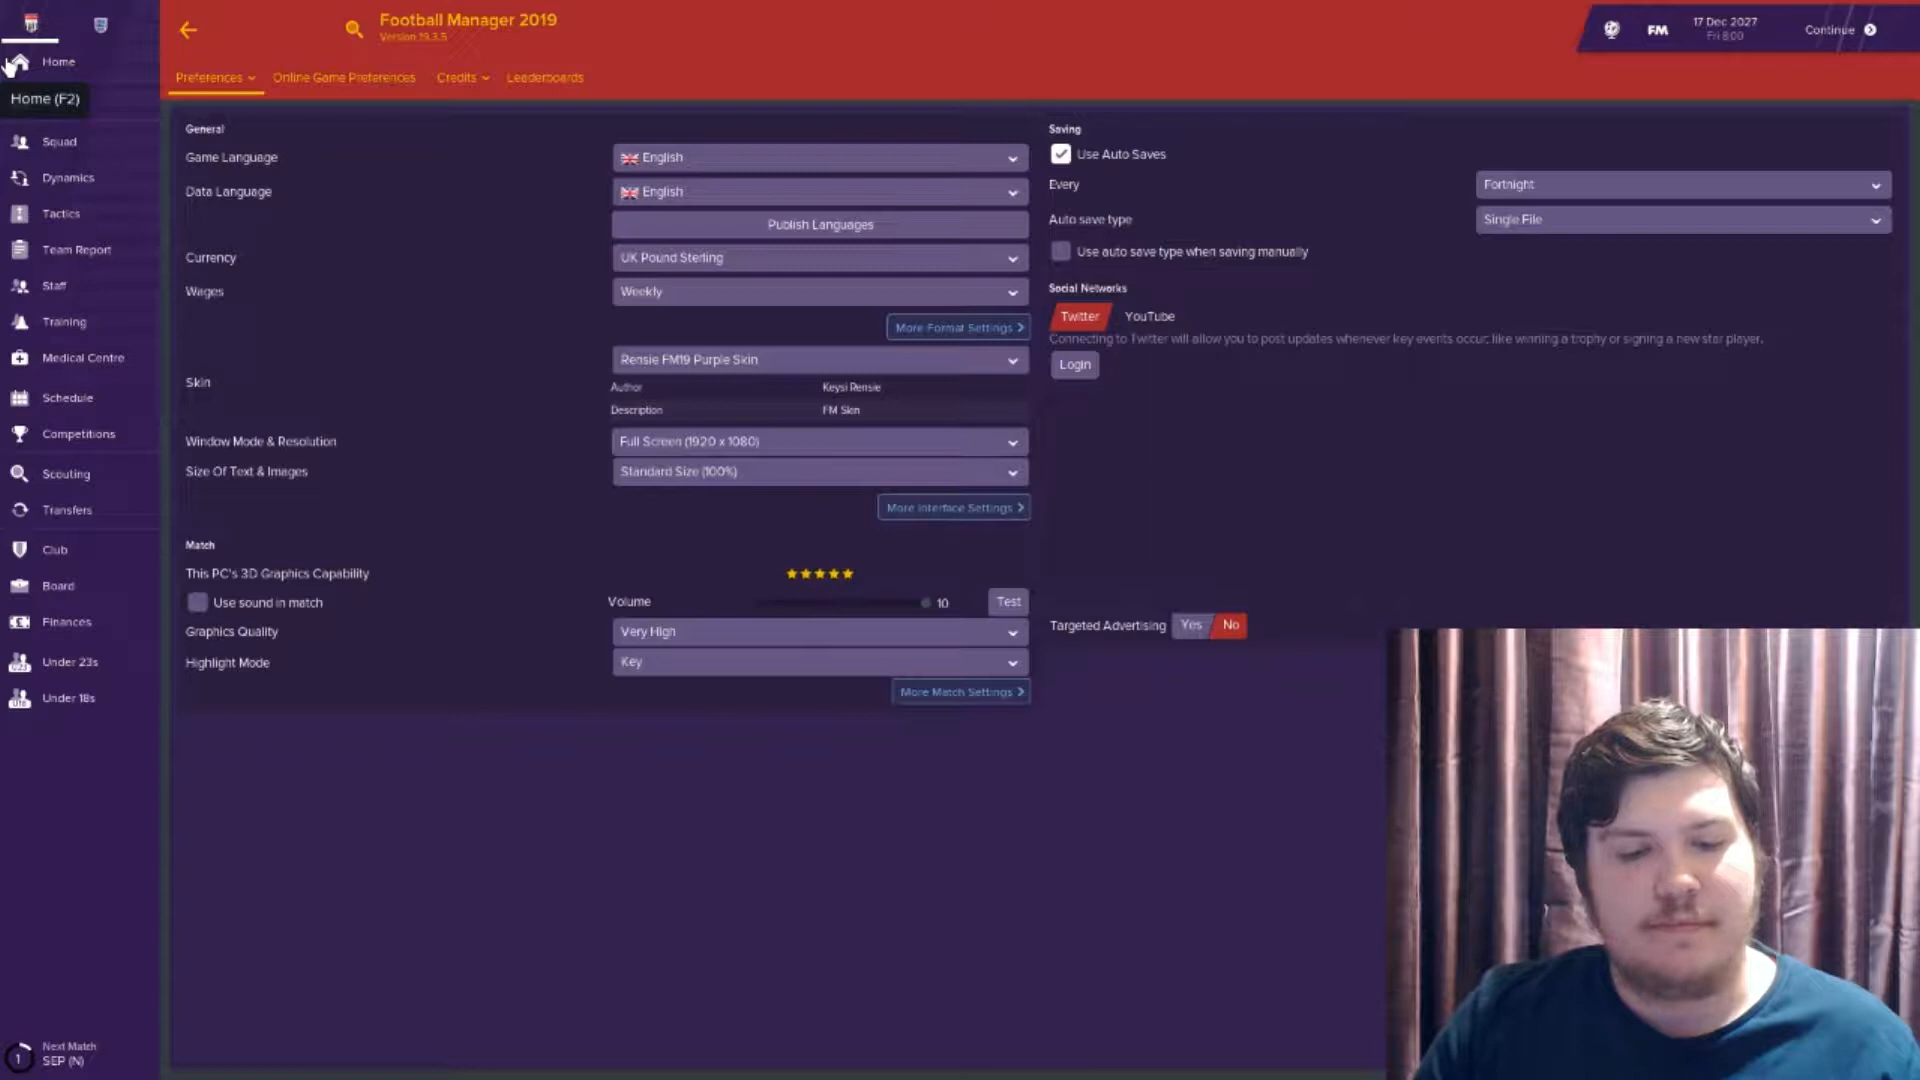 Football Manager 2019
Version 19.3.5
17 Dec 2027
Fri 8:00
FM
Continue
Preferences
Online Game Preferences
Credits
Leaderboards
Home
Home (F2)
Squad
Dynamics
Tactics
Team Report
Staff
Training
Medical Centre
Schedule
Competitions
Scouting
Transfers
Club
Board
Finances
Under 23s
Under 18s
1
Next Match
SEP (N)
General
Game Language
English
Data Language
English
Publish Languages
Currency
UK Pound Sterling
Wages
Weekly
More Format Settings
Skin
Rensie FM19 Purple Skin
Author
Keysi Rensie
Description
FM Skin
Window Mode & Resolution
Full Screen (1920 x 1080)
Size Of Text & Images
Standard Size (100%)
More Interface Settings
Match
This PC's 3D Graphics Capability
Use sound in match
Volume
10
Test
Graphics Quality
Very High
Highlight Mode
Key
More Match Settings
Saving
Use Auto Saves
Every
Fortnight
Auto save type
Single File
Use auto save type when saving manually
Social Networks
Twitter
YouTube
Connecting to Twitter will allow you to post updates whenever key events occur, like winning a trophy or signing a new star player.
Login
Targeted Advertising
Yes
No